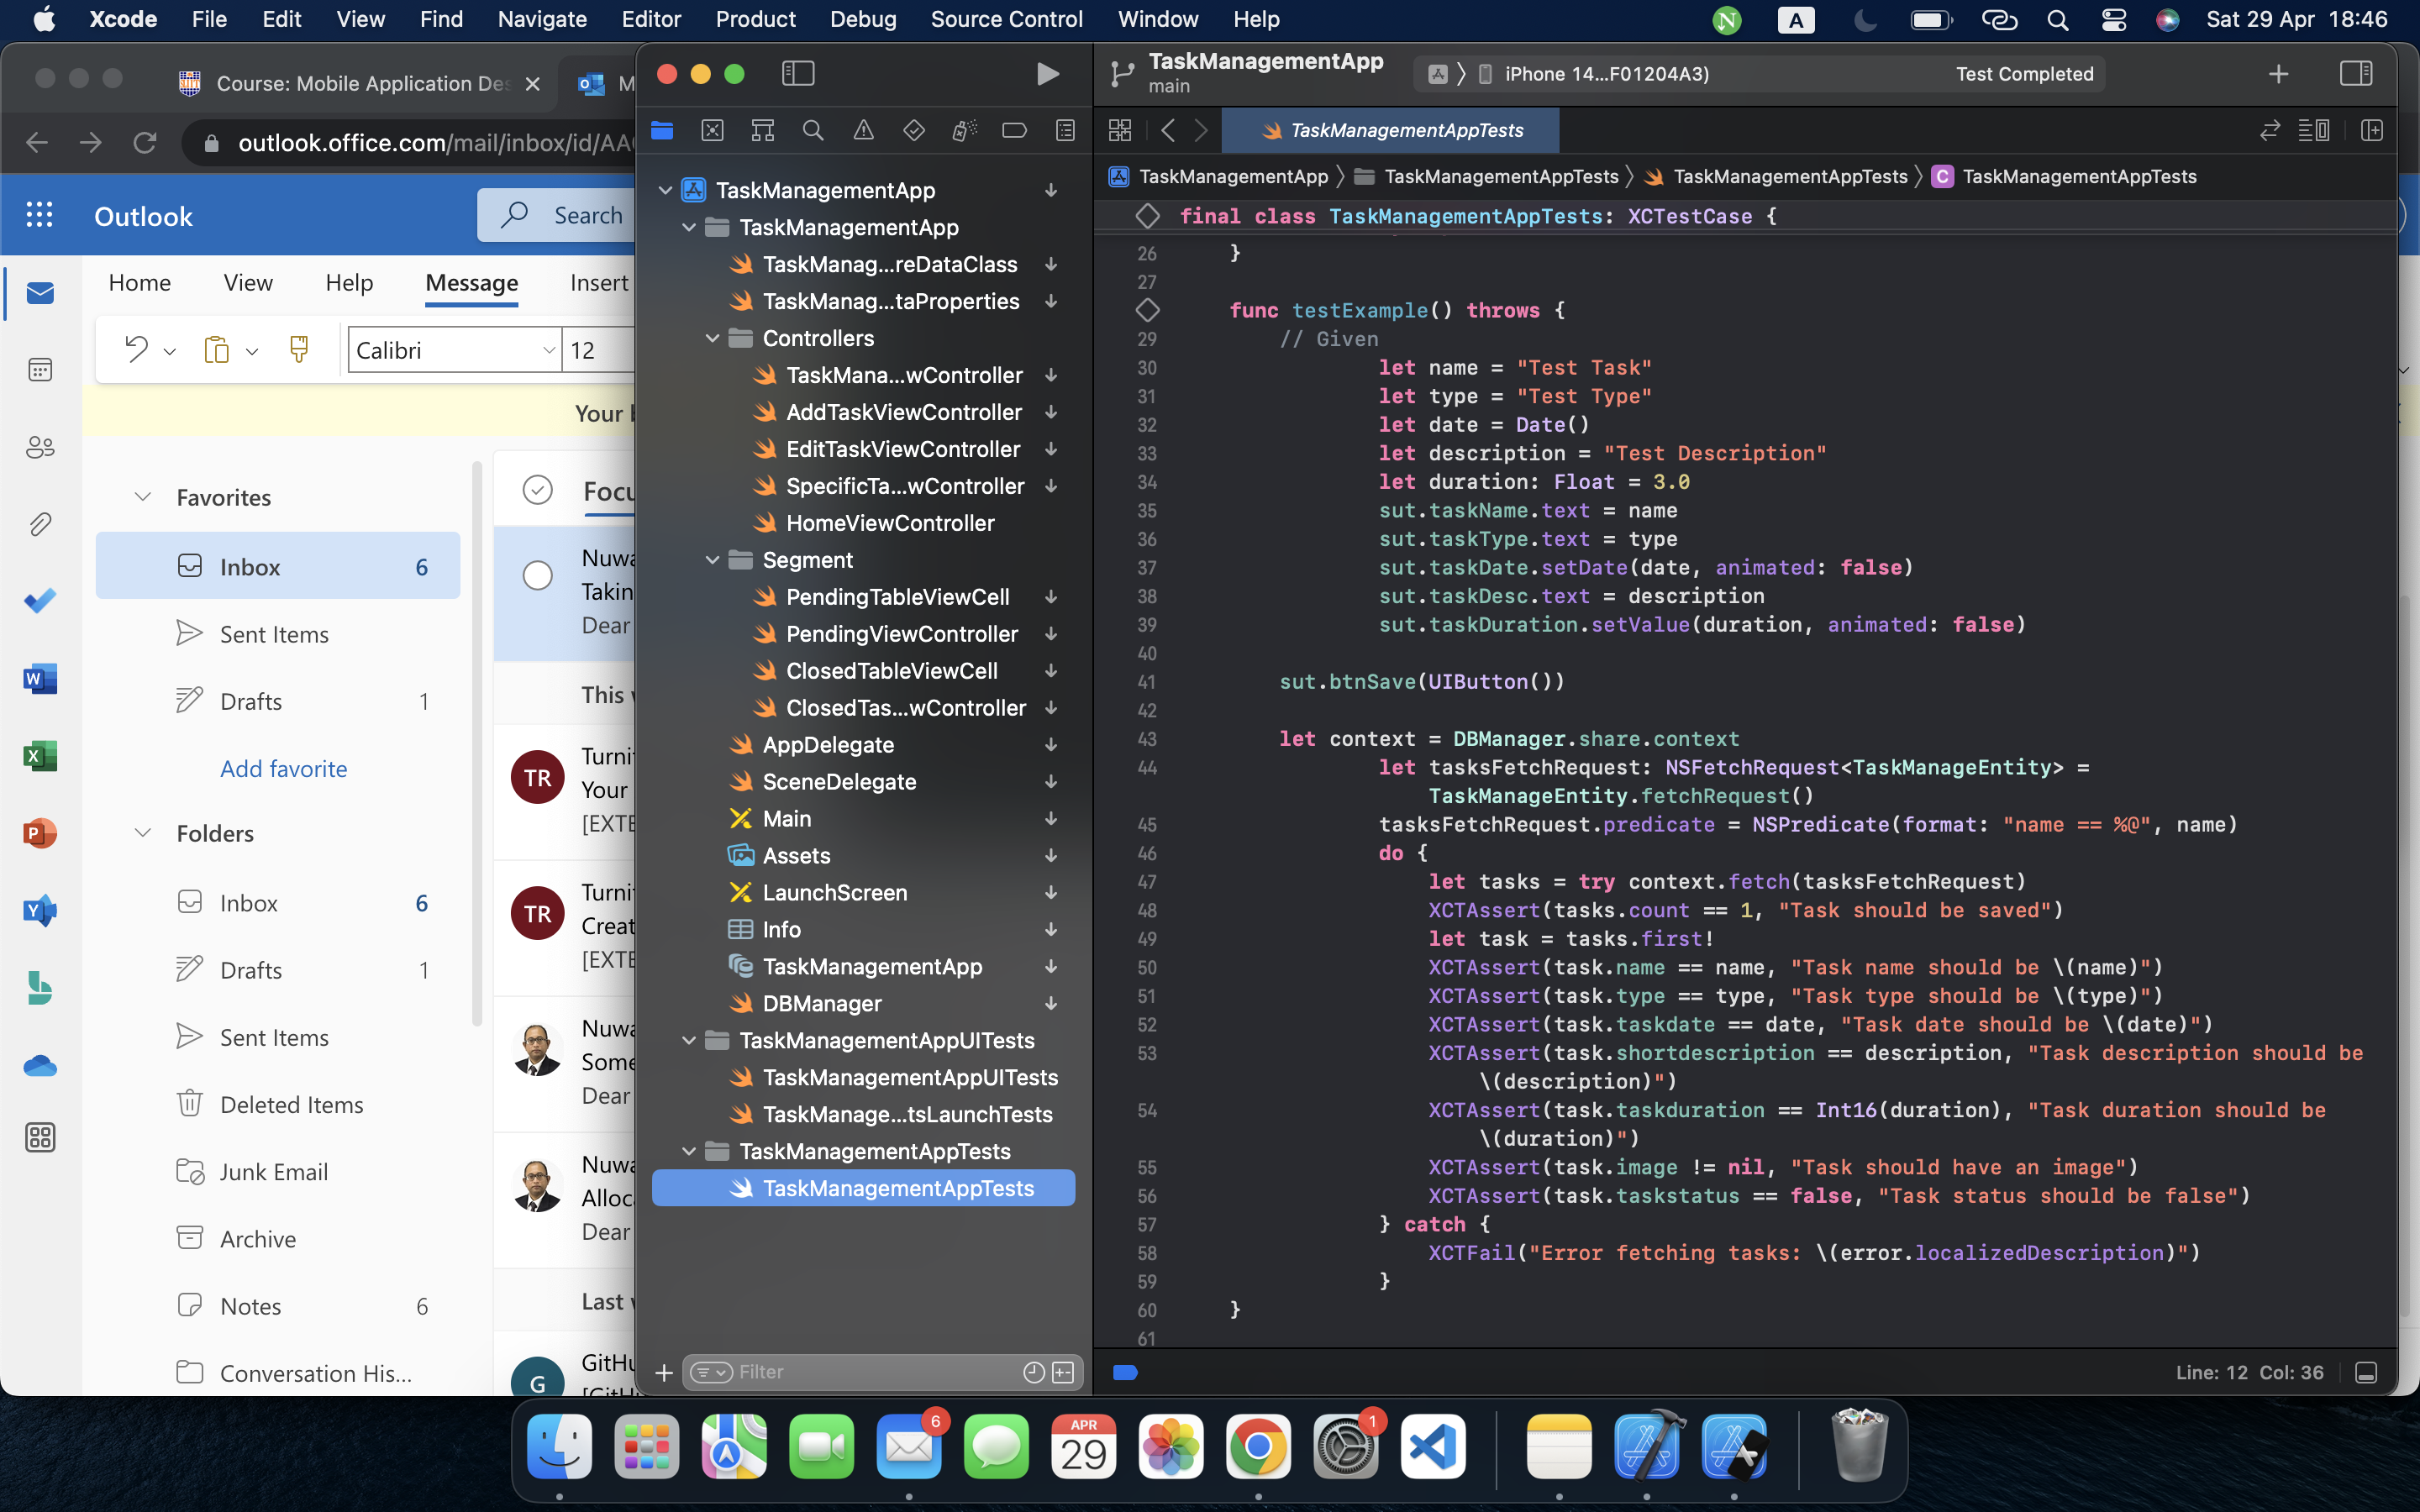 Xcode File Edit View Find Navigate Editor Product Debug Source Control Window Help
N A Sat 29 Apr 18:46
Course: Mobile Application Des
M
outlook.office.com/mail/inbox/id/AA
Outlook
Search
Home View Help Message Insert
Calibri 12
Your
Favorites
Inbox 6
Sent Items
Drafts 1
Add favorite
Folders
Inbox 6
Drafts 1
Sent Items
Deleted Items
Junk Email
Archive
Notes 6
Conversation His...
Focu
Nuwa
Takin
Dear
This w
TR
Turnit
Your
[EXTE
TR
Turnit
Creat
[EXTE
Nuwa
Some
Dear
Nuwa
Alloca
Dear
Last w
G
GitHu
[GitHu
TaskManagementApp
TaskManagementApp
TaskManag...reDataClass
TaskManag...taProperties
Controllers
TaskMana...wController
AddTaskViewController
EditTaskViewController
SpecificTa...wController
HomeViewController
Segment
PendingTableViewCell
PendingViewController
ClosedTableViewCell
ClosedTas...wController
AppDelegate
SceneDelegate
Main
Assets
LaunchScreen
Info
TaskManagementApp
DBManager
TaskManagementAppUITests
TaskManagementAppUITests
TaskManage...tsLaunchTests
TaskManagementAppTests
TaskManagementAppTests
Filter
TaskManagementApp
main
iPhone 14...F01204A3) Test Completed
TaskManagementAppTests
TaskManagementApp TaskManagementAppTests TaskManagementAppTests C TaskManagementAppTests
final class TaskManagementAppTests: XCTestCase {
26 }
27
func testExample() throws {
29 // Given
30 let name = "Test Task"
31 let type = "Test Type"
32 let date = Date()
33 let description = "Test Description"
34 let duration: Float = 3.0
35 sut.taskName.text = name
36 sut.taskType.text = type
37 sut.taskDate.setDate(date, animated: false)
38 sut.taskDesc.text = description
39 sut.taskDuration.setValue(duration, animated: false)
40
41 sut.btnSave(UIButton())
42
43 let context = DBManager.share.context
44 let tasksFetchRequest: NSFetchRequest<TaskManageEntity> =
TaskManageEntity.fetchRequest()
45 tasksFetchRequest.predicate = NSPredicate(format: "name == %@", name)
46 do {
47 let tasks = try context.fetch(tasksFetchRequest)
48 XCTAssert(tasks.count == 1, "Task should be saved")
49 let task = tasks.first!
50 XCTAssert(task.name == name, "Task name should be \(name)")
51 XCTAssert(task.type == type, "Task type should be \(type)")
52 XCTAssert(task.taskdate == date, "Task date should be \(date)")
53 XCTAssert(task.shortdescription == description, "Task description should be
\(description)")
54 XCTAssert(task.taskduration == Int16(duration), "Task duration should be
\(duration)")
55 XCTAssert(task.image != nil, "Task should have an image")
56 XCTAssert(task.taskstatus == false, "Task status should be false")
57 } catch {
58 XCTFail("Error fetching tasks: \(error.localizedDescription)")
59 }
60 }
61
Line: 12 Col: 36
6
APR
29
1